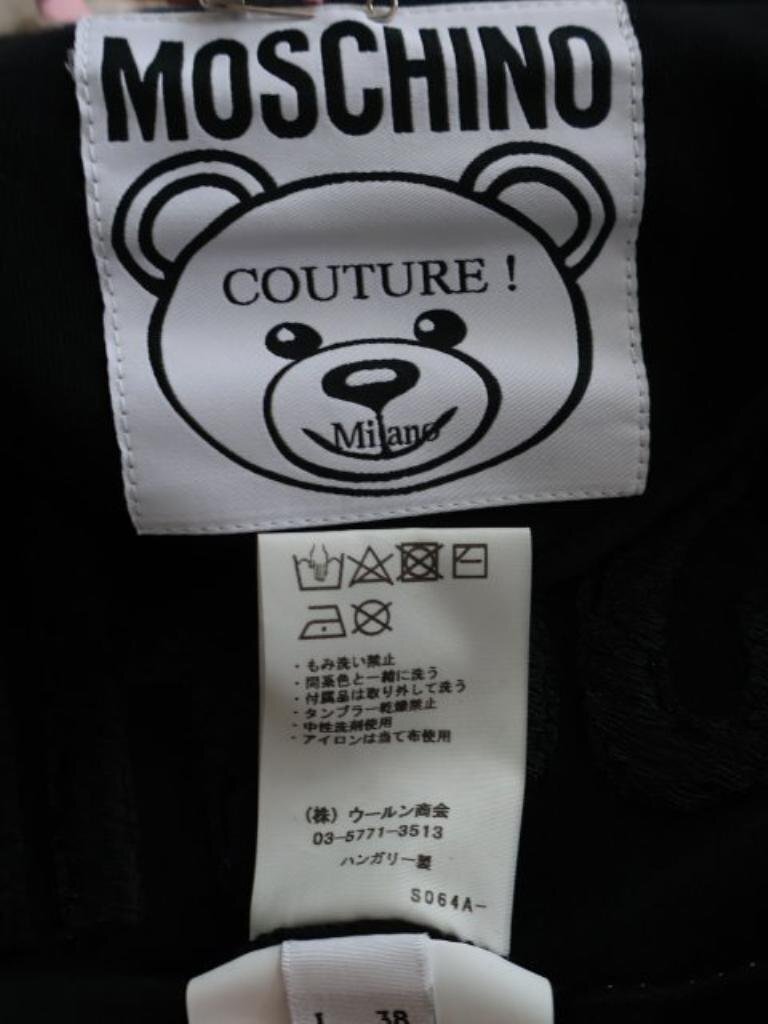 MOSCHINO
COUTURE !
Milano
・もみ洗い禁止
・同系色と一緒に洗う
・付属品は取り外して洗う
・タンブラー乾燥禁止
・中性洗剤使用
・アイロンは当て布使用
(株) ウールン商会
03-5771-3513
ハンガリー製
S064A-
I 38